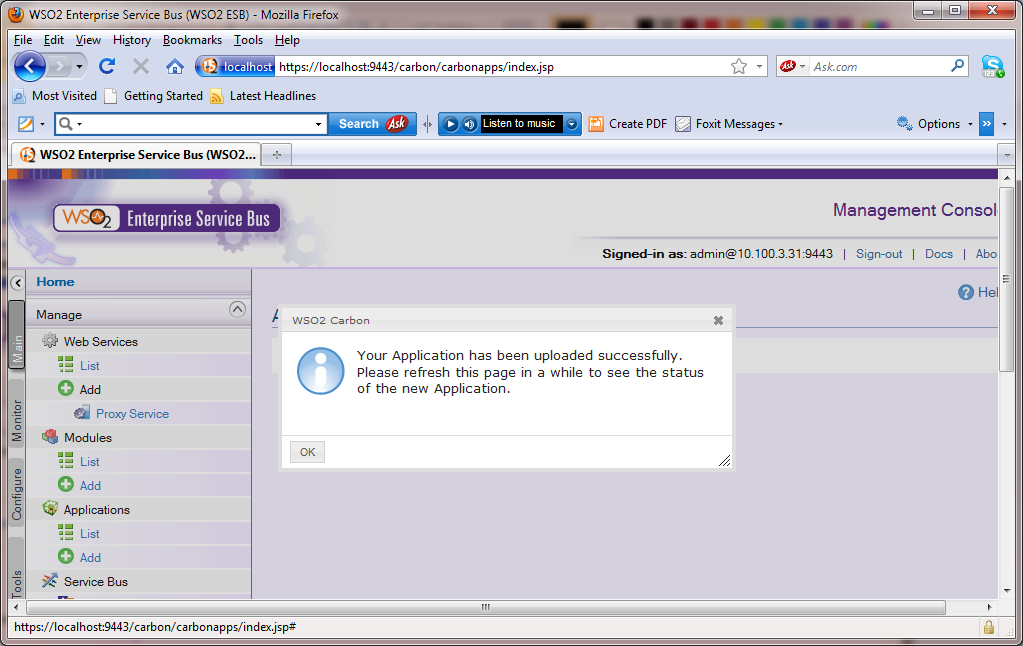 WSO2 Enterprise Service Bus (WSO2 ESB) - Mozilla Firefox
File Edit View History Bookmarks Tools Help
localhost https://localhost:9443/carbon/carbonapps/index.jsp
Ask Ask.com
Most Visited Getting Started Latest Headlines
Search Ask Listen to music Create PDF Foxit Messages Options »
WSO2 Enterprise Service Bus (WSO2...
WSO2 Enterprise Service Bus
Management Consol
Signed-in as: admin@10.100.3.31:9443 | Sign-out | Docs | Abo
Home
Hel
Manage
Main
Monitor
Configure
Tools
Web Services
List
Add
Proxy Service
Modules
List
Add
Applications
List
Add
Service Bus
A
WSO2 Carbon
Your Application has been uploaded successfully.
Please refresh this page in a while to see the status
of the new Application.
OK
https://localhost:9443/carbon/carbonapps/index.jsp#